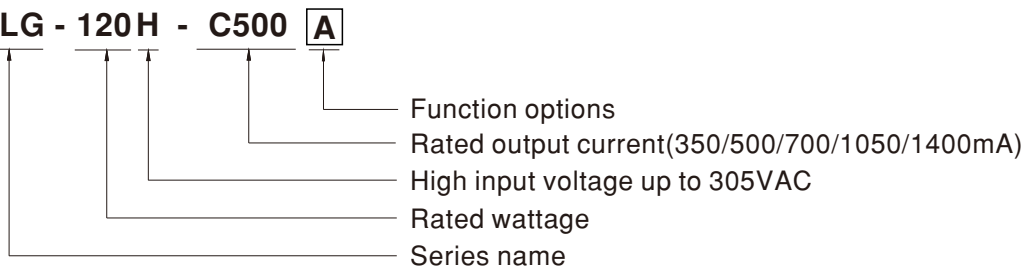 LG - 120H - C500 A
Function options
Rated output current(350/500/700/1050/1400mA)
High input voltage up to 305VAC
Rated wattage
Series name